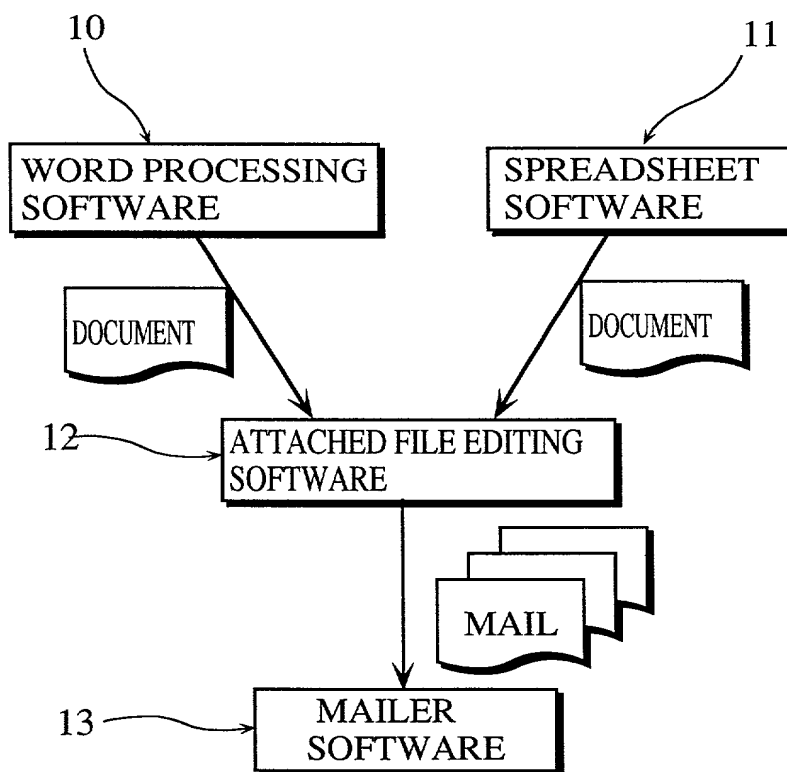 10
11
WORD PROCESSING
SOFTWARE
SPREADSHEET
SOFTWARE
DOCUMENT
DOCUMENT
12
ATTACHED FILE EDITING
SOFTWARE
MAIL
13
MAILER
SOFTWARE